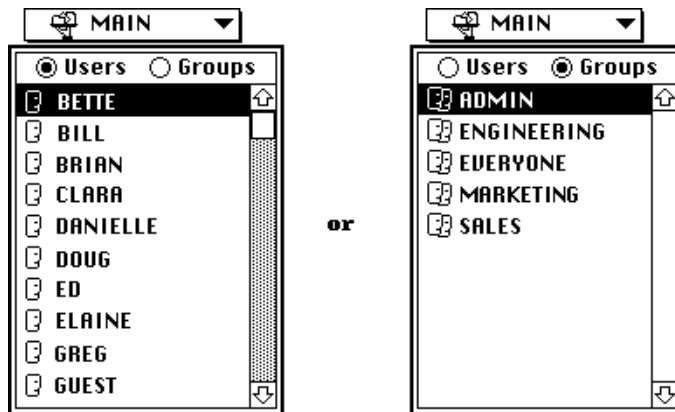 MAIN
Users Groups
BETTE
BILL
BRIAN
CLARA
DANIELLE
DOUG
ED
ELAINE
GREG
GUEST
or
MAIN
Users Groups
ADMIN
ENGINEERING
EVERYONE
MARKETING
SALES